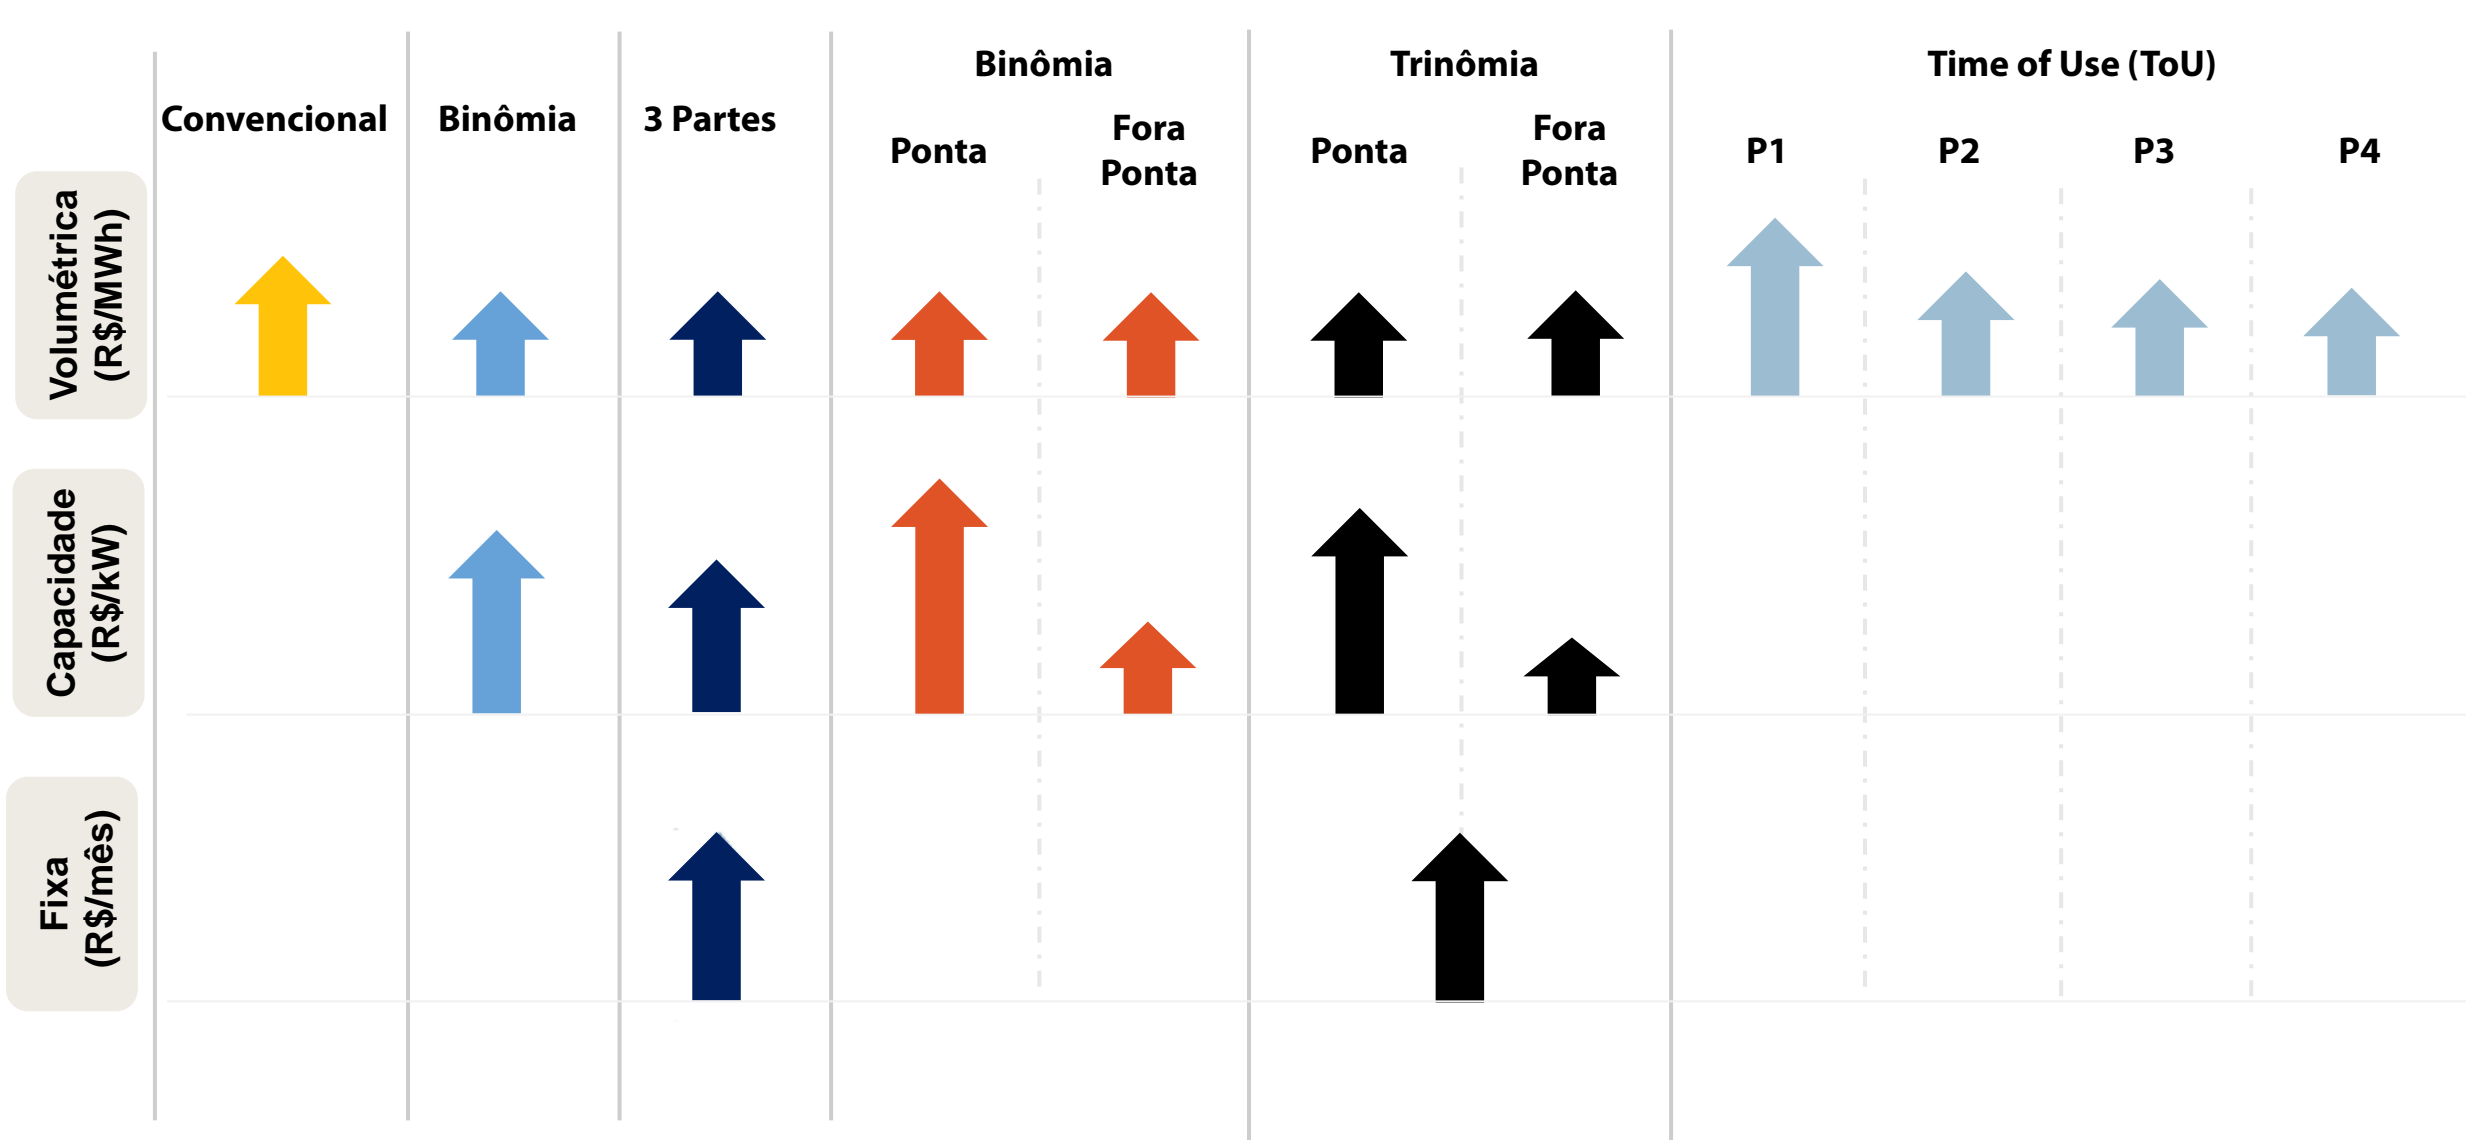 Binômia
Trinômia
Time of Use (ToU)
Convencional
Binômia
3 Partes
Ponta
Fora
Ponta
Ponta
Fora
Ponta
P1
P2
P3
P4
Volumétrica
(R$/MWh)
Capacidade
(R$/kW)
Fixa
(R$/mês)